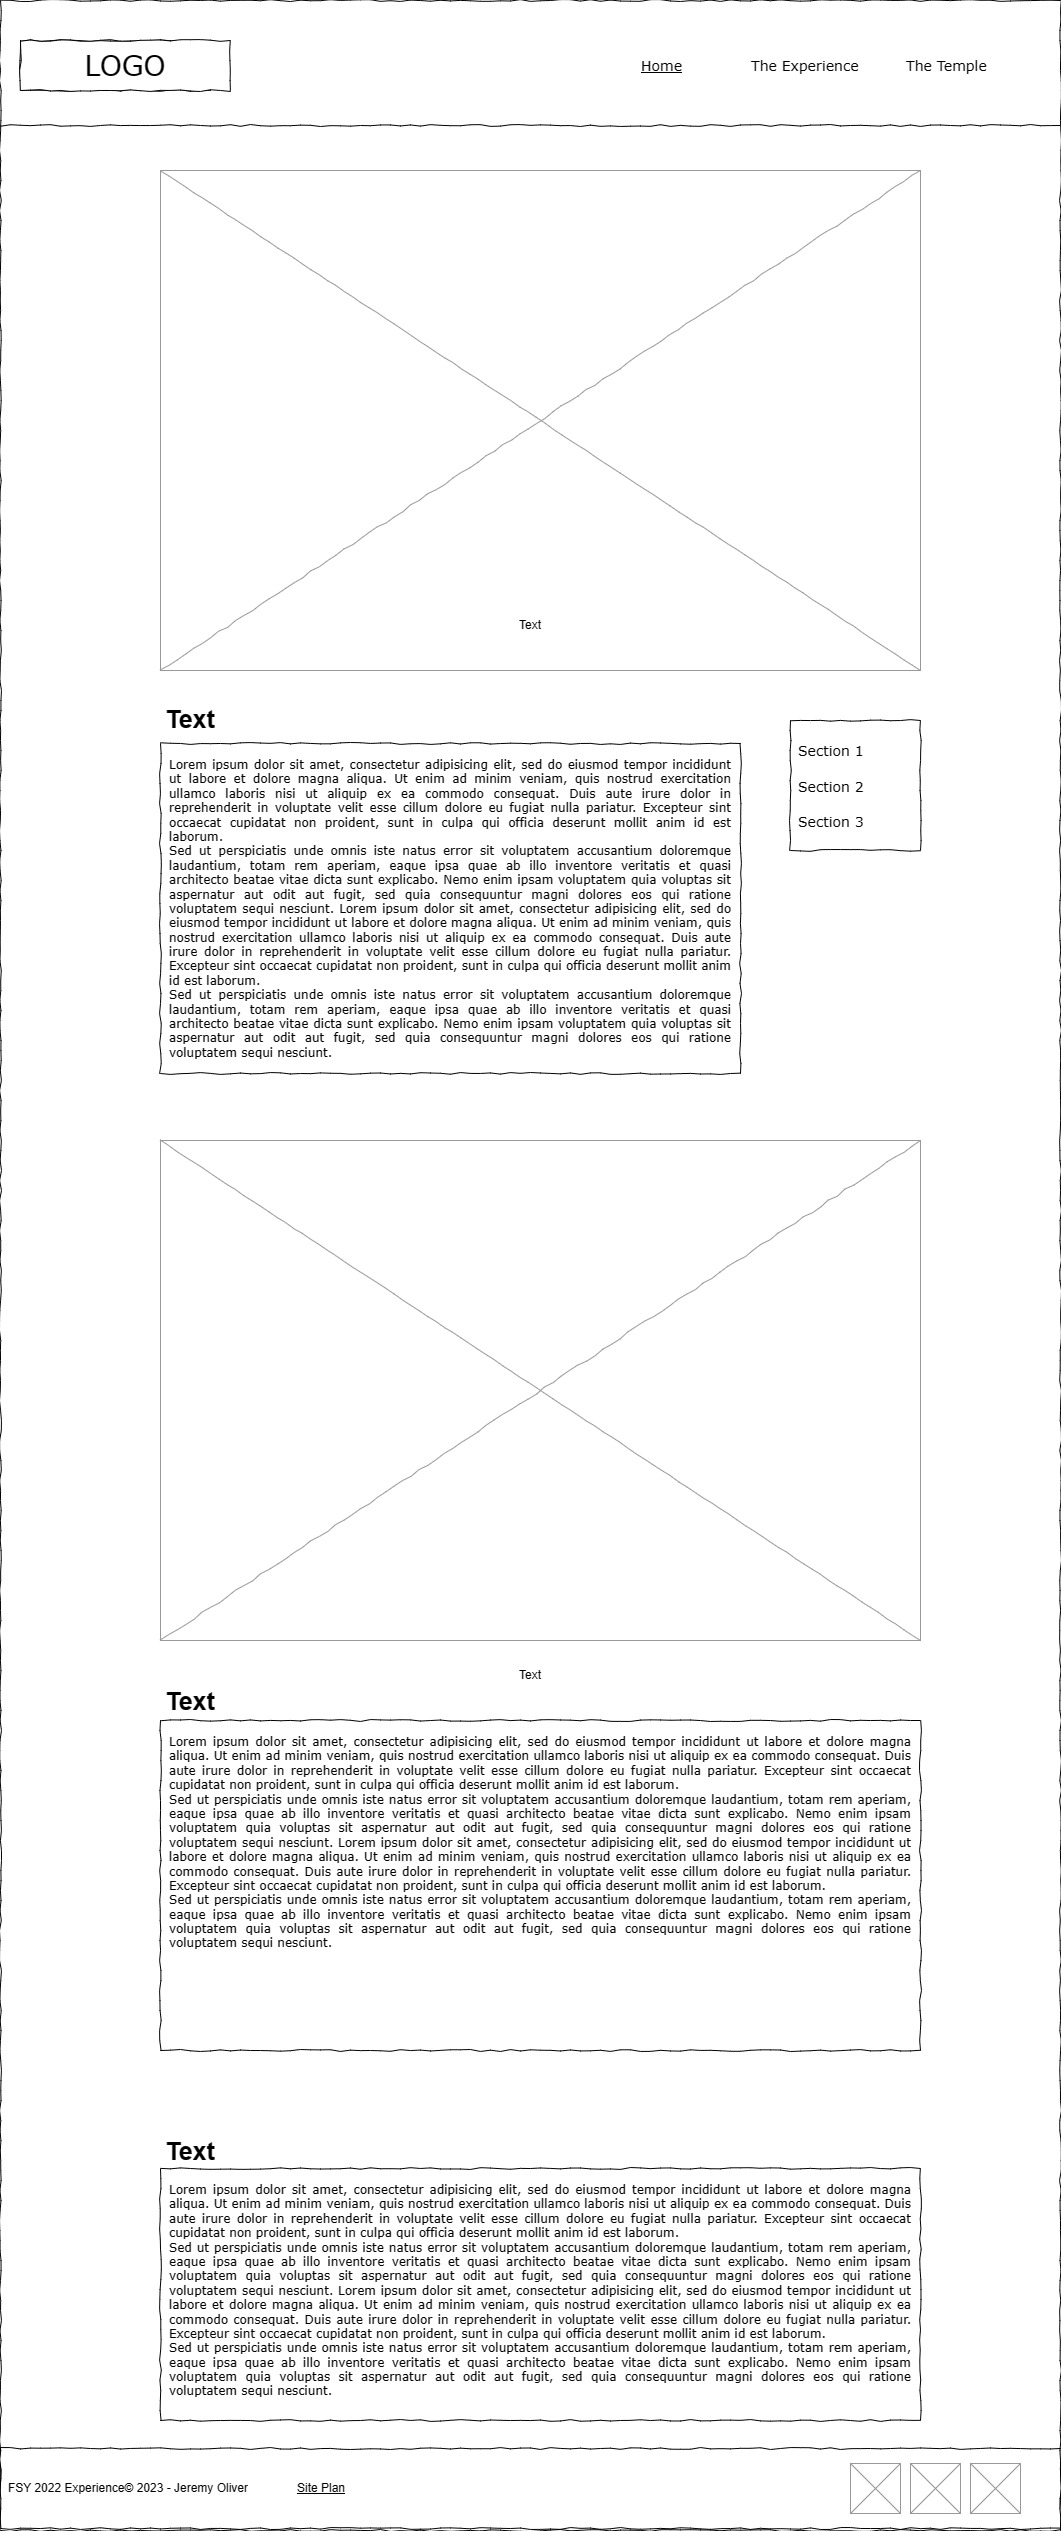 LOGO
Home
The Experience
The Temple
Text
Text
Lorem ipsum dolor sit amet, consectetur adipisicing elit, sed do eiusmod tempor incididunt
ut labore et dolore magna aliqua. Ut enim ad minim veniam, quis nostrud exercitation
ullamco laboris nisi ut aliquip ex ea commodo consequat. Duis aute irure dolor in
reprehenderit in voluptate velit esse cillum dolore eu fugiat nulla pariatur. Excepteur sint
occaecat cupidatat non proident, sunt in culpa qui officia deserunt mollit anim id est
laborum.
Sed ut perspiciatis unde omnis iste natus error sit voluptatem accusantium doloremque
laudantium, totam rem aperiam, eaque ipsa quae ab illo inventore veritatis et quasi
architecto beatae vitae dicta sunt explicabo. Nemo enim ipsam voluptatem quia voluptas sit
aspernatur aut odit aut fugit, sed quia consequuntur magni dolores eos qui ratione
voluptatem sequi nesciunt. Lorem ipsum dolor sit amet, consectetur adipisicing elit, sed do
eiusmod tempor incididunt ut labore et dolore magna aliqua. Ut enim ad minim veniam, quis
nostrud exercitation ullamco laboris nisi ut aliquip ex ea commodo consequat. Duis aute
irure dolor in reprehenderit in voluptate velit esse cillum dolore eu fugiat nulla pariatur.
Excepteur sint occaecat cupidatat non proident, sunt in culpa qui officia deserunt mollit anim
id est laborum.
Sed ut perspiciatis unde omnis iste natus error sit voluptatem accusantium doloremque
laudantium, totam rem aperiam, eaque ipsa quae ab illo inventore veritatis et quasi
architecto beatae vitae dicta sunt explicabo. Nemo enim ipsam voluptatem quia voluptas sit
aspernatur aut odit aut fugit, sed quia consequuntur magni dolores eos qui ratione
voluptatem sequi nesciunt.
Section 1
Section 2
Section 3
Text
Text
Lorem ipsum dolor sit amet, consectetur adipisicing elit, sed do eiusmod tempor incididunt ut labore et dolore magna
aliqua. Ut enim ad minim veniam, quis nostrud exercitation ullamco laboris nisi ut aliquip ex ea commodo consequat. Duis
aute irure dolor in reprehenderit in voluptate velit esse cillum dolore eu fugiat nulla pariatur. Excepteur sint occaecat
cupidatat non proident, sunt in culpa qui officia deserunt mollit anim id est laborum.
Sed ut perspiciatis unde omnis iste natus error sit voluptatem accusantium doloremque laudantium, totam rem aperiam,
eaque ipsa quae ab illo inventore veritatis et quasi architecto beatae vitae dicta sunt explicabo. Nemo enim ipsam
voluptatem quia voluptas sit aspernatur aut odit aut fugit, sed quia consequuntur magni dolores eos qui ratione
voluptatem sequi nesciunt. Lorem ipsum dolor sit amet, consectetur adipisicing elit, sed do eiusmod tempor incididunt ut
labore et dolore magna aliqua. Ut enim ad minim veniam, quis nostrud exercitation ullamco laboris nisi ut aliquip ex ea
commodo consequat. Duis aute irure dolor in reprehenderit in voluptate velit esse cillum dolore eu fugiat nulla pariatur.
Excepteur sint occaecat cupidatat non proident, sunt in culpa qui officia deserunt mollit anim id est laborum.
Sed ut perspiciatis unde omnis iste natus error sit voluptatem accusantium doloremque laudantium, totam rem aperiam,
eaque ipsa quae ab illo inventore veritatis et quasi architecto beatae vitae dicta sunt explicabo. Nemo enim ipsam
voluptatem quia voluptas sit aspernatur aut odit aut fugit, sed quia consequuntur magni dolores eos qui ratione
voluptatem sequi nesciunt.
Text
Lorem ipsum dolor sit amet, consectetur adipisicing elit, sed do eiusmod tempor incididunt ut labore et dolore magna
aliqua. Ut enim ad minim veniam, quis nostrud exercitation ullamco laboris nisi ut aliquip ex ea commodo consequat. Duis
aute irure dolor in reprehenderit in voluptate velit esse cillum dolore eu fugiat nulla pariatur. Excepteur sint occaecat
cupidatat non proident, sunt in culpa qui officia deserunt mollit anim id est laborum.
Sed ut perspiciatis unde omnis iste natus error sit voluptatem accusantium doloremque laudantium, totam rem aperiam,
eaque ipsa quae ab illo inventore veritatis et quasi architecto beatae vitae dicta sunt explicabo. Nemo enim ipsam
voluptatem quia voluptas sit aspernatur aut odit aut fugit, sed quia consequuntur magni dolores eos qui ratione
voluptatem sequi nesciunt. Lorem ipsum dolor sit amet, consectetur adipisicing elit, sed do eiusmod tempor incididunt ut
labore et dolore magna aliqua. Ut enim ad minim veniam, quis nostrud exercitation ullamco laboris nisi ut aliquip ex ea
commodo consequat. Duis aute irure dolor in reprehenderit in voluptate velit esse cillum dolore eu fugiat nulla pariatur.
Excepteur sint occaecat cupidatat non proident, sunt in culpa qui officia deserunt mollit anim id est laborum.
Sed ut perspiciatis unde omnis iste natus error sit voluptatem accusantium doloremque laudantium, totam rem aperiam,
eaque ipsa quae ab illo inventore veritatis et quasi architecto beatae vitae dicta sunt explicabo. Nemo enim ipsam
voluptatem quia voluptas sit aspernatur aut odit aut fugit, sed quia consequuntur magni dolores eos qui ratione
voluptatem sequi nesciunt.
FSY 2022 Experience© 2023 - Jeremy Oliver
Site Plan